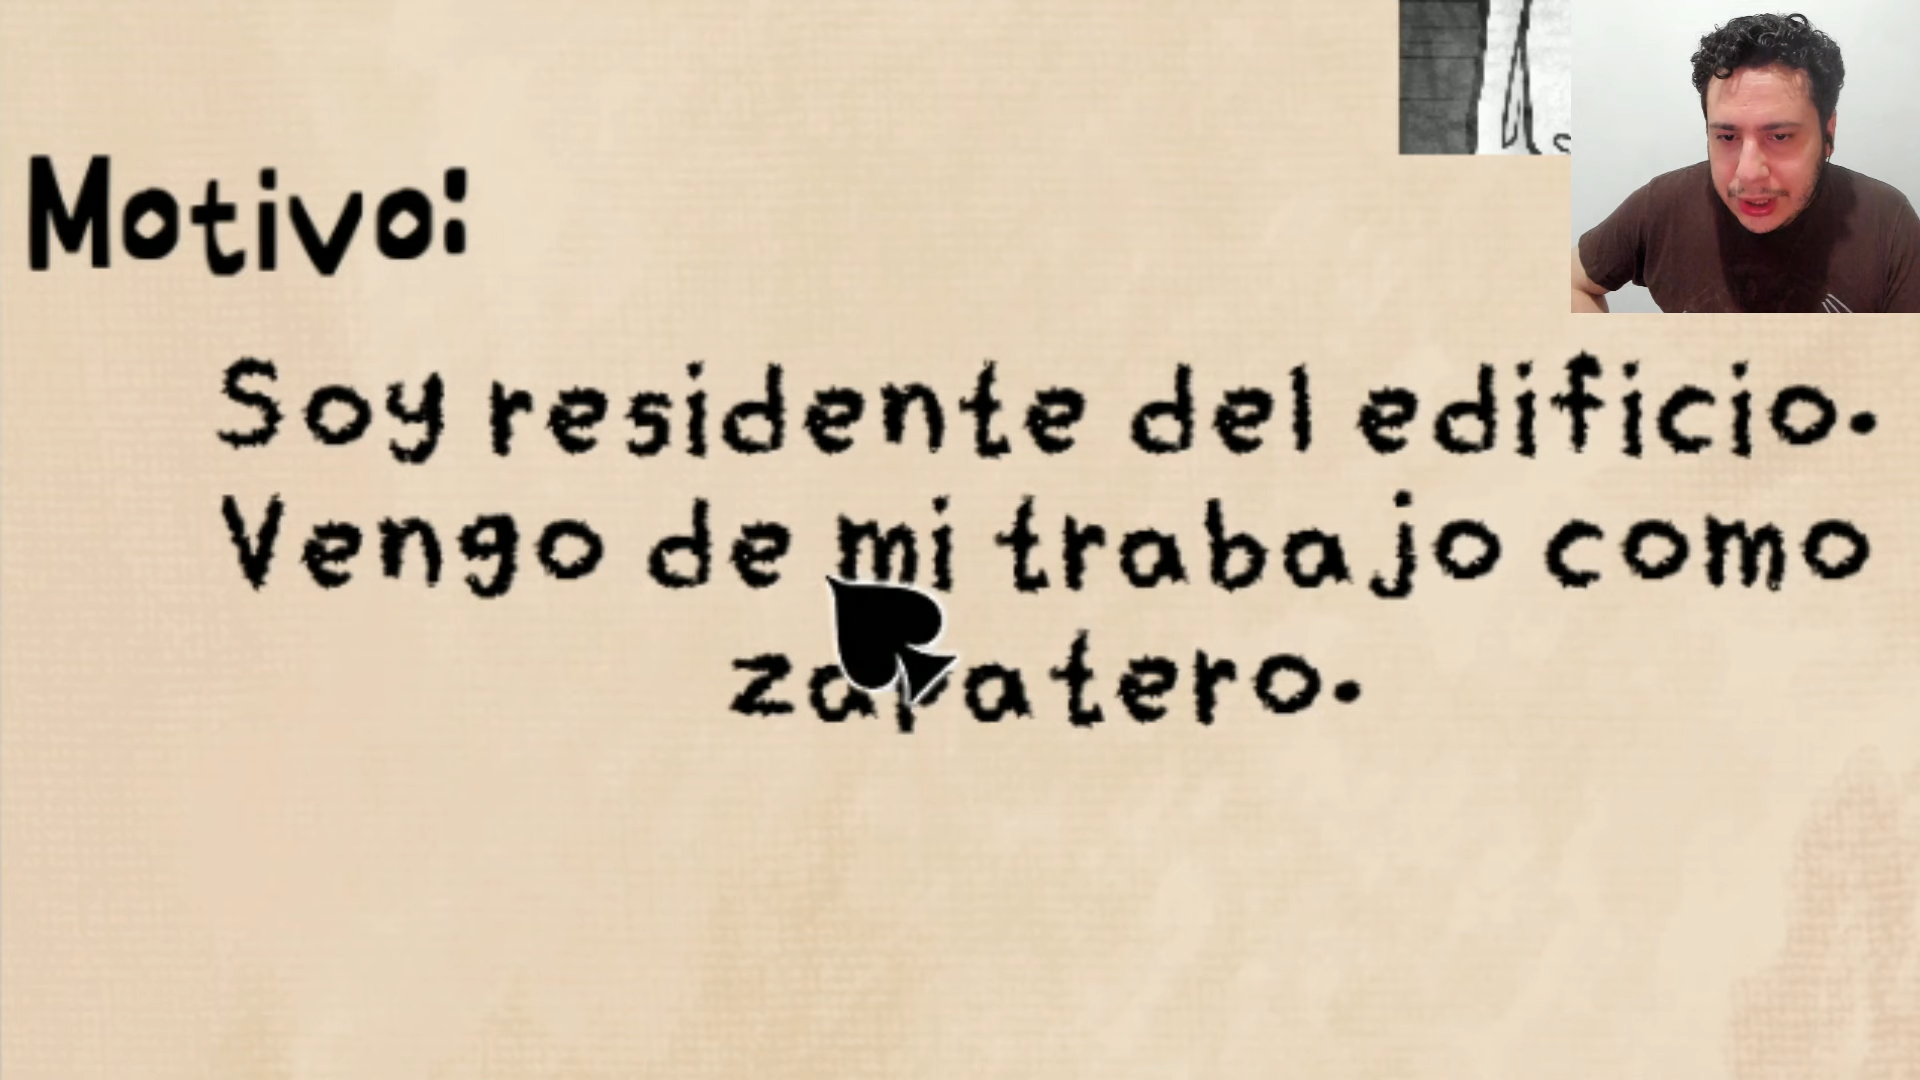 Motivo:
Soy residente del edificio.
Vengo de mi trabajo como
zapatero.